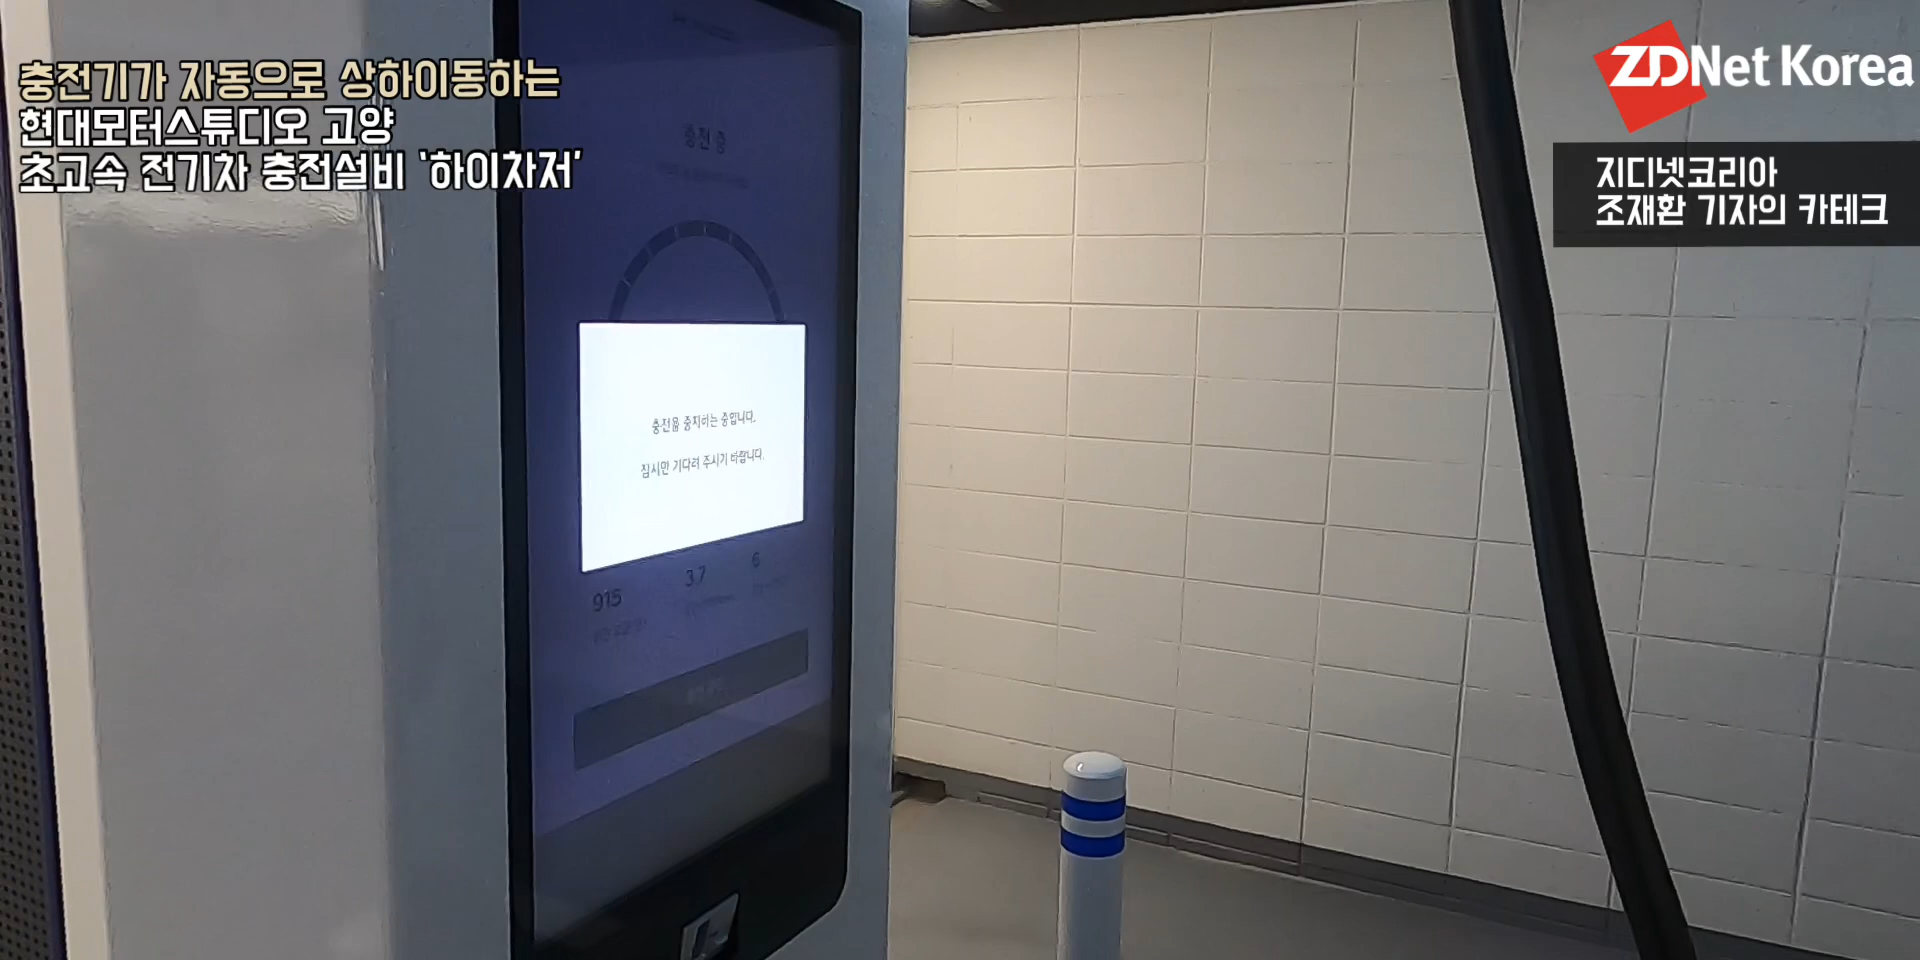 충전기가 자동으로 상하이동하는
현대모터스튜디오 고양
초고속 전기차 충전설비 '하이차저'
ZDNet Korea
지디넷코리아
조재환 기자의 카테크
충전 중
충전을 중지하는 중입니다.
잠시만 기다려 주시기 바랍니다.
915
3.7
6